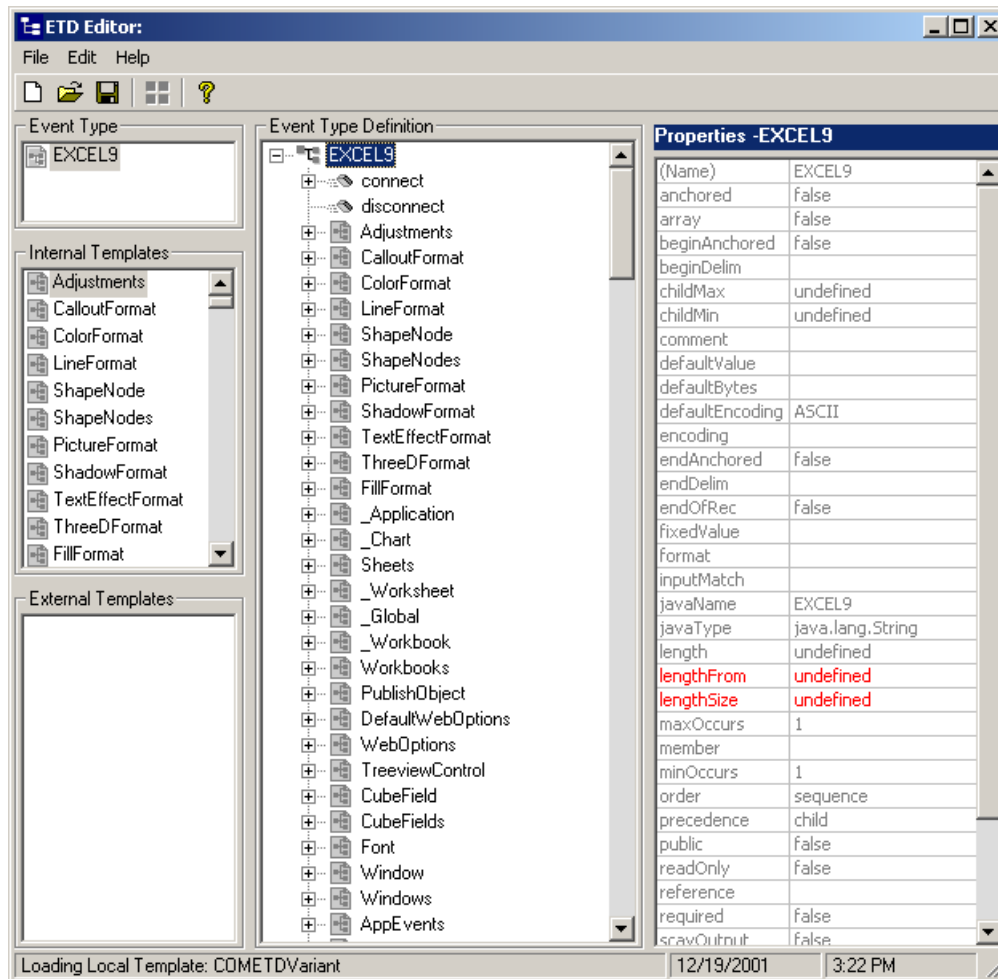 ETD Editor:
File Edit Help
Event Type
EXCEL9
Internal Templates
Adjustments
CalloutFormat
ColorFormat
LineFormat
ShapeNode
ShapeNodes
PictureFormat
ShadowFormat
TextEffectFormat
ThreeDFormat
FillFormat
External Templates
Event Type Definition
EXCEL9
connect
disconnect
Adjustments
CalloutFormat
ColorFormat
LineFormat
ShapeNode
ShapeNodes
PictureFormat
ShadowFormat
TextEffectFormat
ThreeDFormat
FillFormat
_Application
_Chart
Sheets
_Worksheet
_Global
_Workbook
Workbooks
PublishObject
DefaultWebOptions
WebOptions
TreeviewControl
CubeField
CubeFields
Font
Window
Windows
AppEvents
Properties -EXCEL9
(Name) EXCEL9
anchored false
array false
beginAnchored false
beginDelim
childMax undefined
childMin undefined
comment
defaultValue
defaultBytes
defaultEncoding ASCII
encoding
endAnchored false
endDelim
endOfRec false
fixedValue
format
inputMatch
javaName EXCEL9
javaType java.lang.String
length undefined
lengthFrom undefined
lengthSize undefined
maxOccurs 1
member
minOccurs 1
order sequence
precedence child
public false
readOnly false
reference
required false
scavOutput false
Loading Local Template: COMETDVariant 12/19/2001 3:22 PM